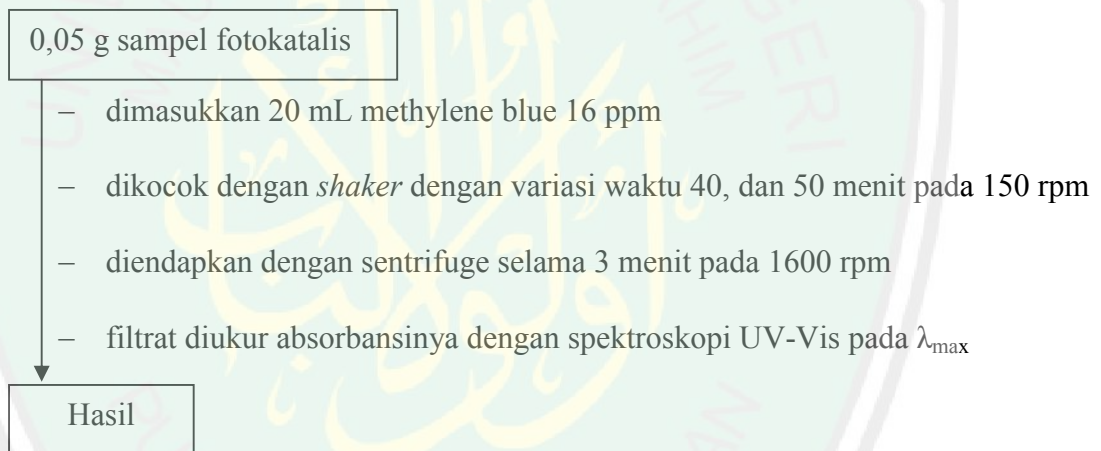 0,05 g sampel fotokatalis
– dimasukkan 20 mL methylene blue 16 ppm
– dikocok dengan shaker dengan variasi waktu 40, dan 50 menit pada 150 rpm
– diendapkan dengan sentrifuge selama 3 menit pada 1600 rpm
– filtrat diukur absorbansinya dengan spektroskopi UV-Vis pada λmax
Hasil